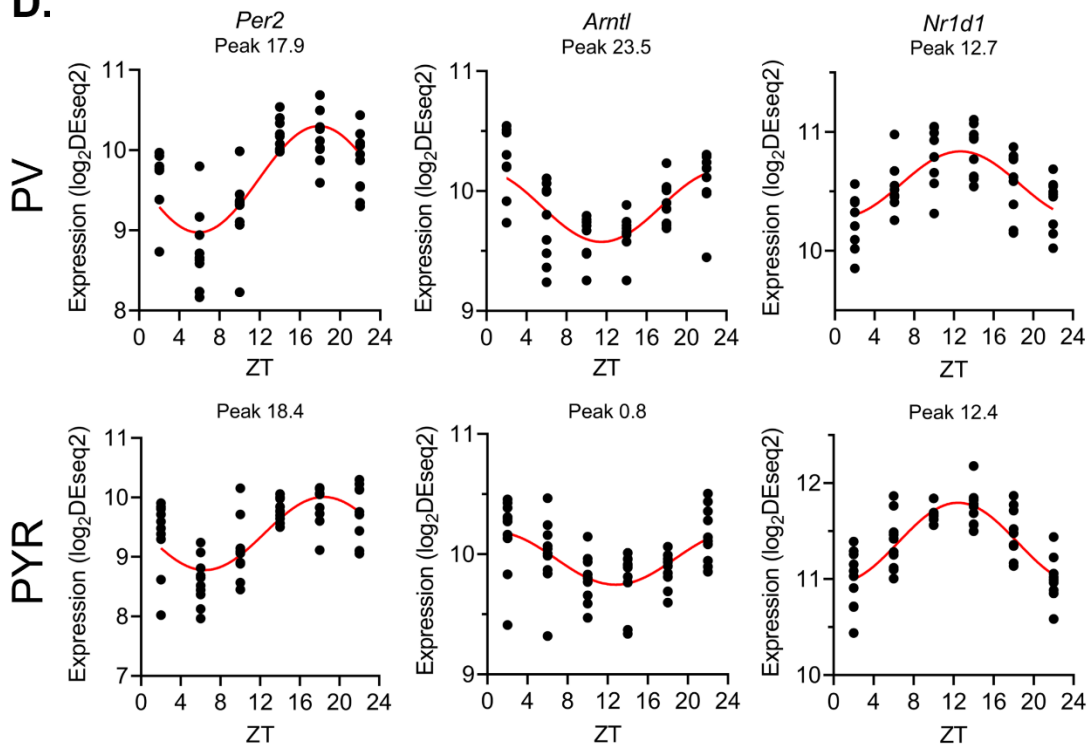 D.
Per2
Peak 17.9
Arntl
Peak 23.5
Nr1d1
Peak 12.7
PV
Expression (log₂DEseq2)
11
10
9
8
0 4 8 12 16 20 24
ZT
Expression (log₂DEseq2)
11
10
9
0 4 8 12 16 20 24
ZT
Expression (log₂DEseq2)
11
10
0 4 8 12 16 20 24
ZT
PYR
Peak 18.4
Expression (log₂DEseq2)
11
10
9
8
7
0 4 8 12 16 20 24
ZT
Peak 0.8
Expression (log₂DEseq2)
11
10
9
0 4 8 12 16 20 24
ZT
Peak 12.4
Expression (log₂DEseq2)
12
11
10
0 4 8 12 16 20 24
ZT